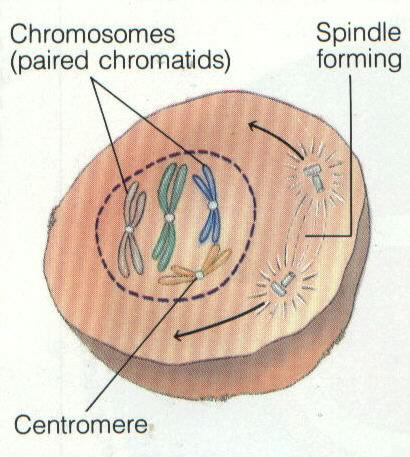 Chromosomes
(paired chromatids)
Spindle
forming
Centromere